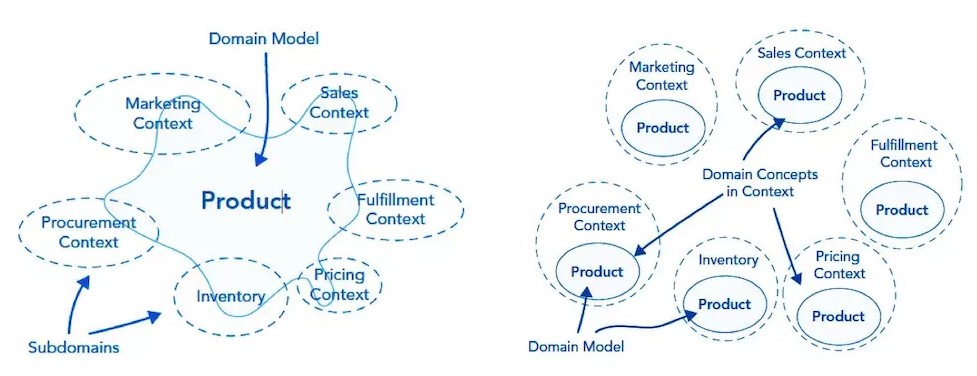 Domain Model
Marketing
Context
Sales
Context
Product
Fulfillment
Context
Procurement
Context
Inventory
Pricing
Context
Subdomains
Marketing
Context
Product
Sales Context
Product
Fulfillment
Context
Product
Domain Concepts
in Context
Procurement
Context
Product
Inventory
Product
Pricing
Context
Product
Domain Model